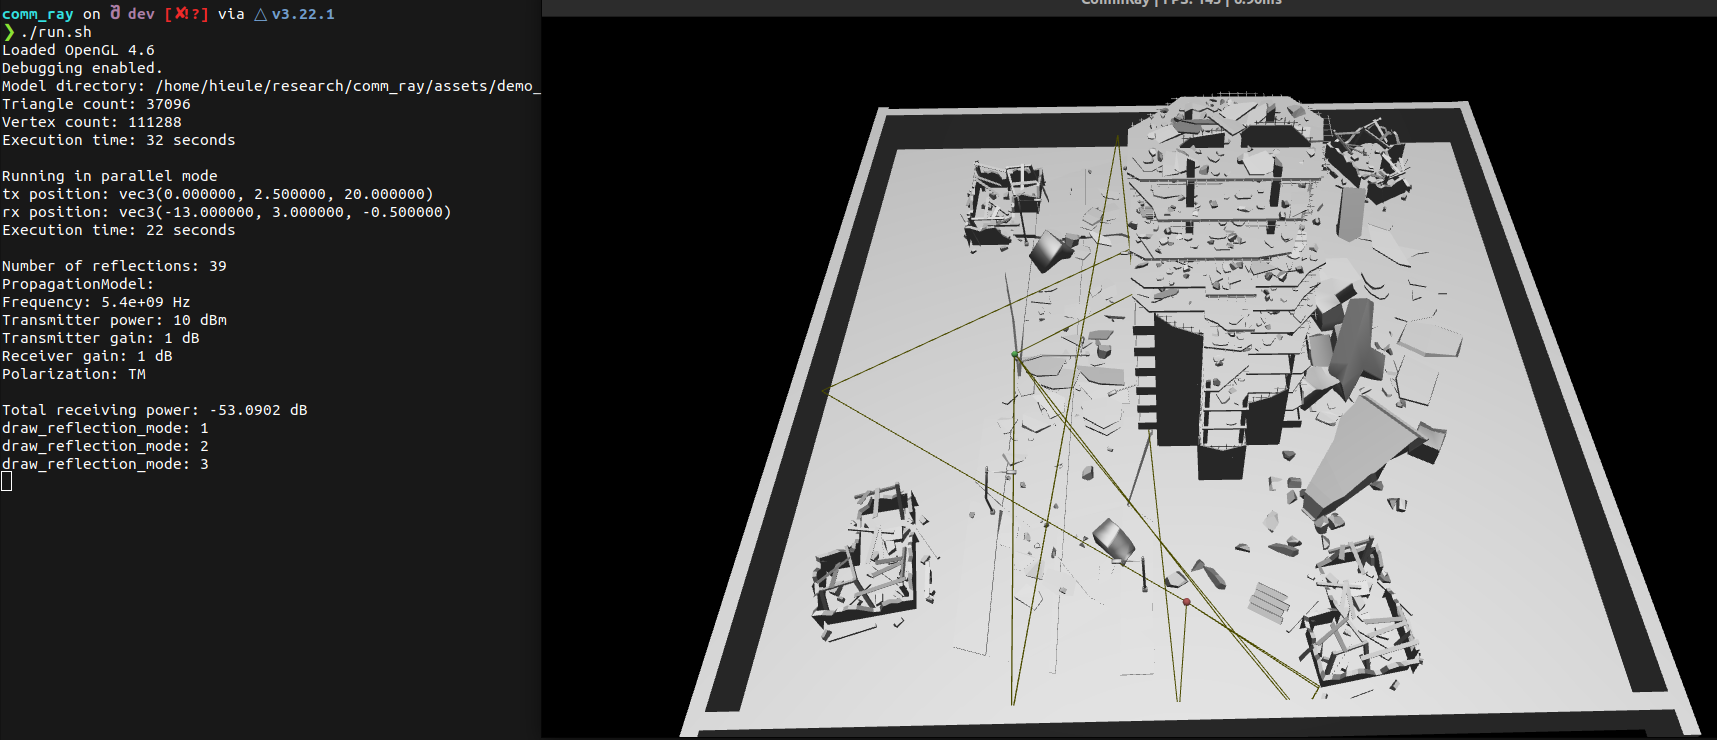 comm_ray on dev [✘!?] via △ v3.22.1
❯ ./run.sh
Loaded OpenGL 4.6
Debugging enabled.
Model directory: /home/hieule/research/comm_ray/assets/demo_
Triangle count: 37096
Vertex count: 111288
Execution time: 32 seconds
Running in parallel mode
tx position: vec3(0.000000, 2.500000, 20.000000)
rx position: vec3(-13.000000, 3.000000, -0.500000)
Execution time: 22 seconds
Number of reflections: 39
PropagationModel:
Frequency: 5.4e+09 Hz
Transmitter power: 10 dBm
Transmitter gain: 1 dB
Receiver gain: 1 dB
Polarization: TM
Total receiving power: -53.0902 dB
draw_reflection_mode: 1
draw_reflection_mode: 2
draw_reflection_mode: 3
CommRay | FPS: 145 |